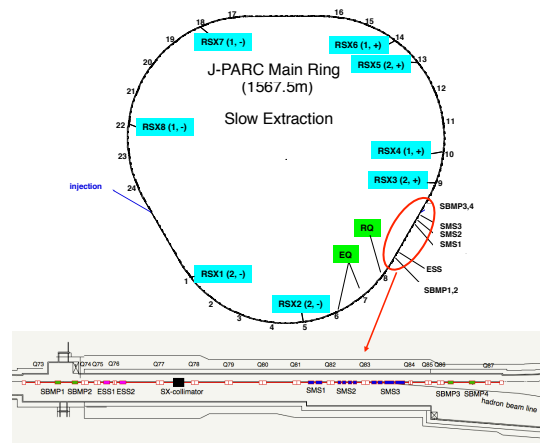 18
17
16
15
RSX7 (1, -)
RSX6 (1, +)
14
19
J-PARC Main Ring
(1567.5m)
RSX5 (2, +)
13
20
21
12
Slow Extraction
11
22
RSX8 (1, -)
RSX4 (1, +)
10
23
RSX3 (2, +)
9
24
injection
SBMP3,4
RQ
SMS3
SMS2
SMS1
EQ
ESS
1
RSX1 (2, -)
8
SBMP1,2
2
RSX2 (2, -)
7
3
4
5
6
Q73
Q74
Q75
Q76
Q77
Q78
Q79
Q80
Q81
Q82
Q83
Q84
Q85
Q86
Q87
SBMP1
SBMP2
ESS1
ESS2
SX-collimator
SMS1
SMS2
SMS3
SBMP3
SBMP4
hadron beam line